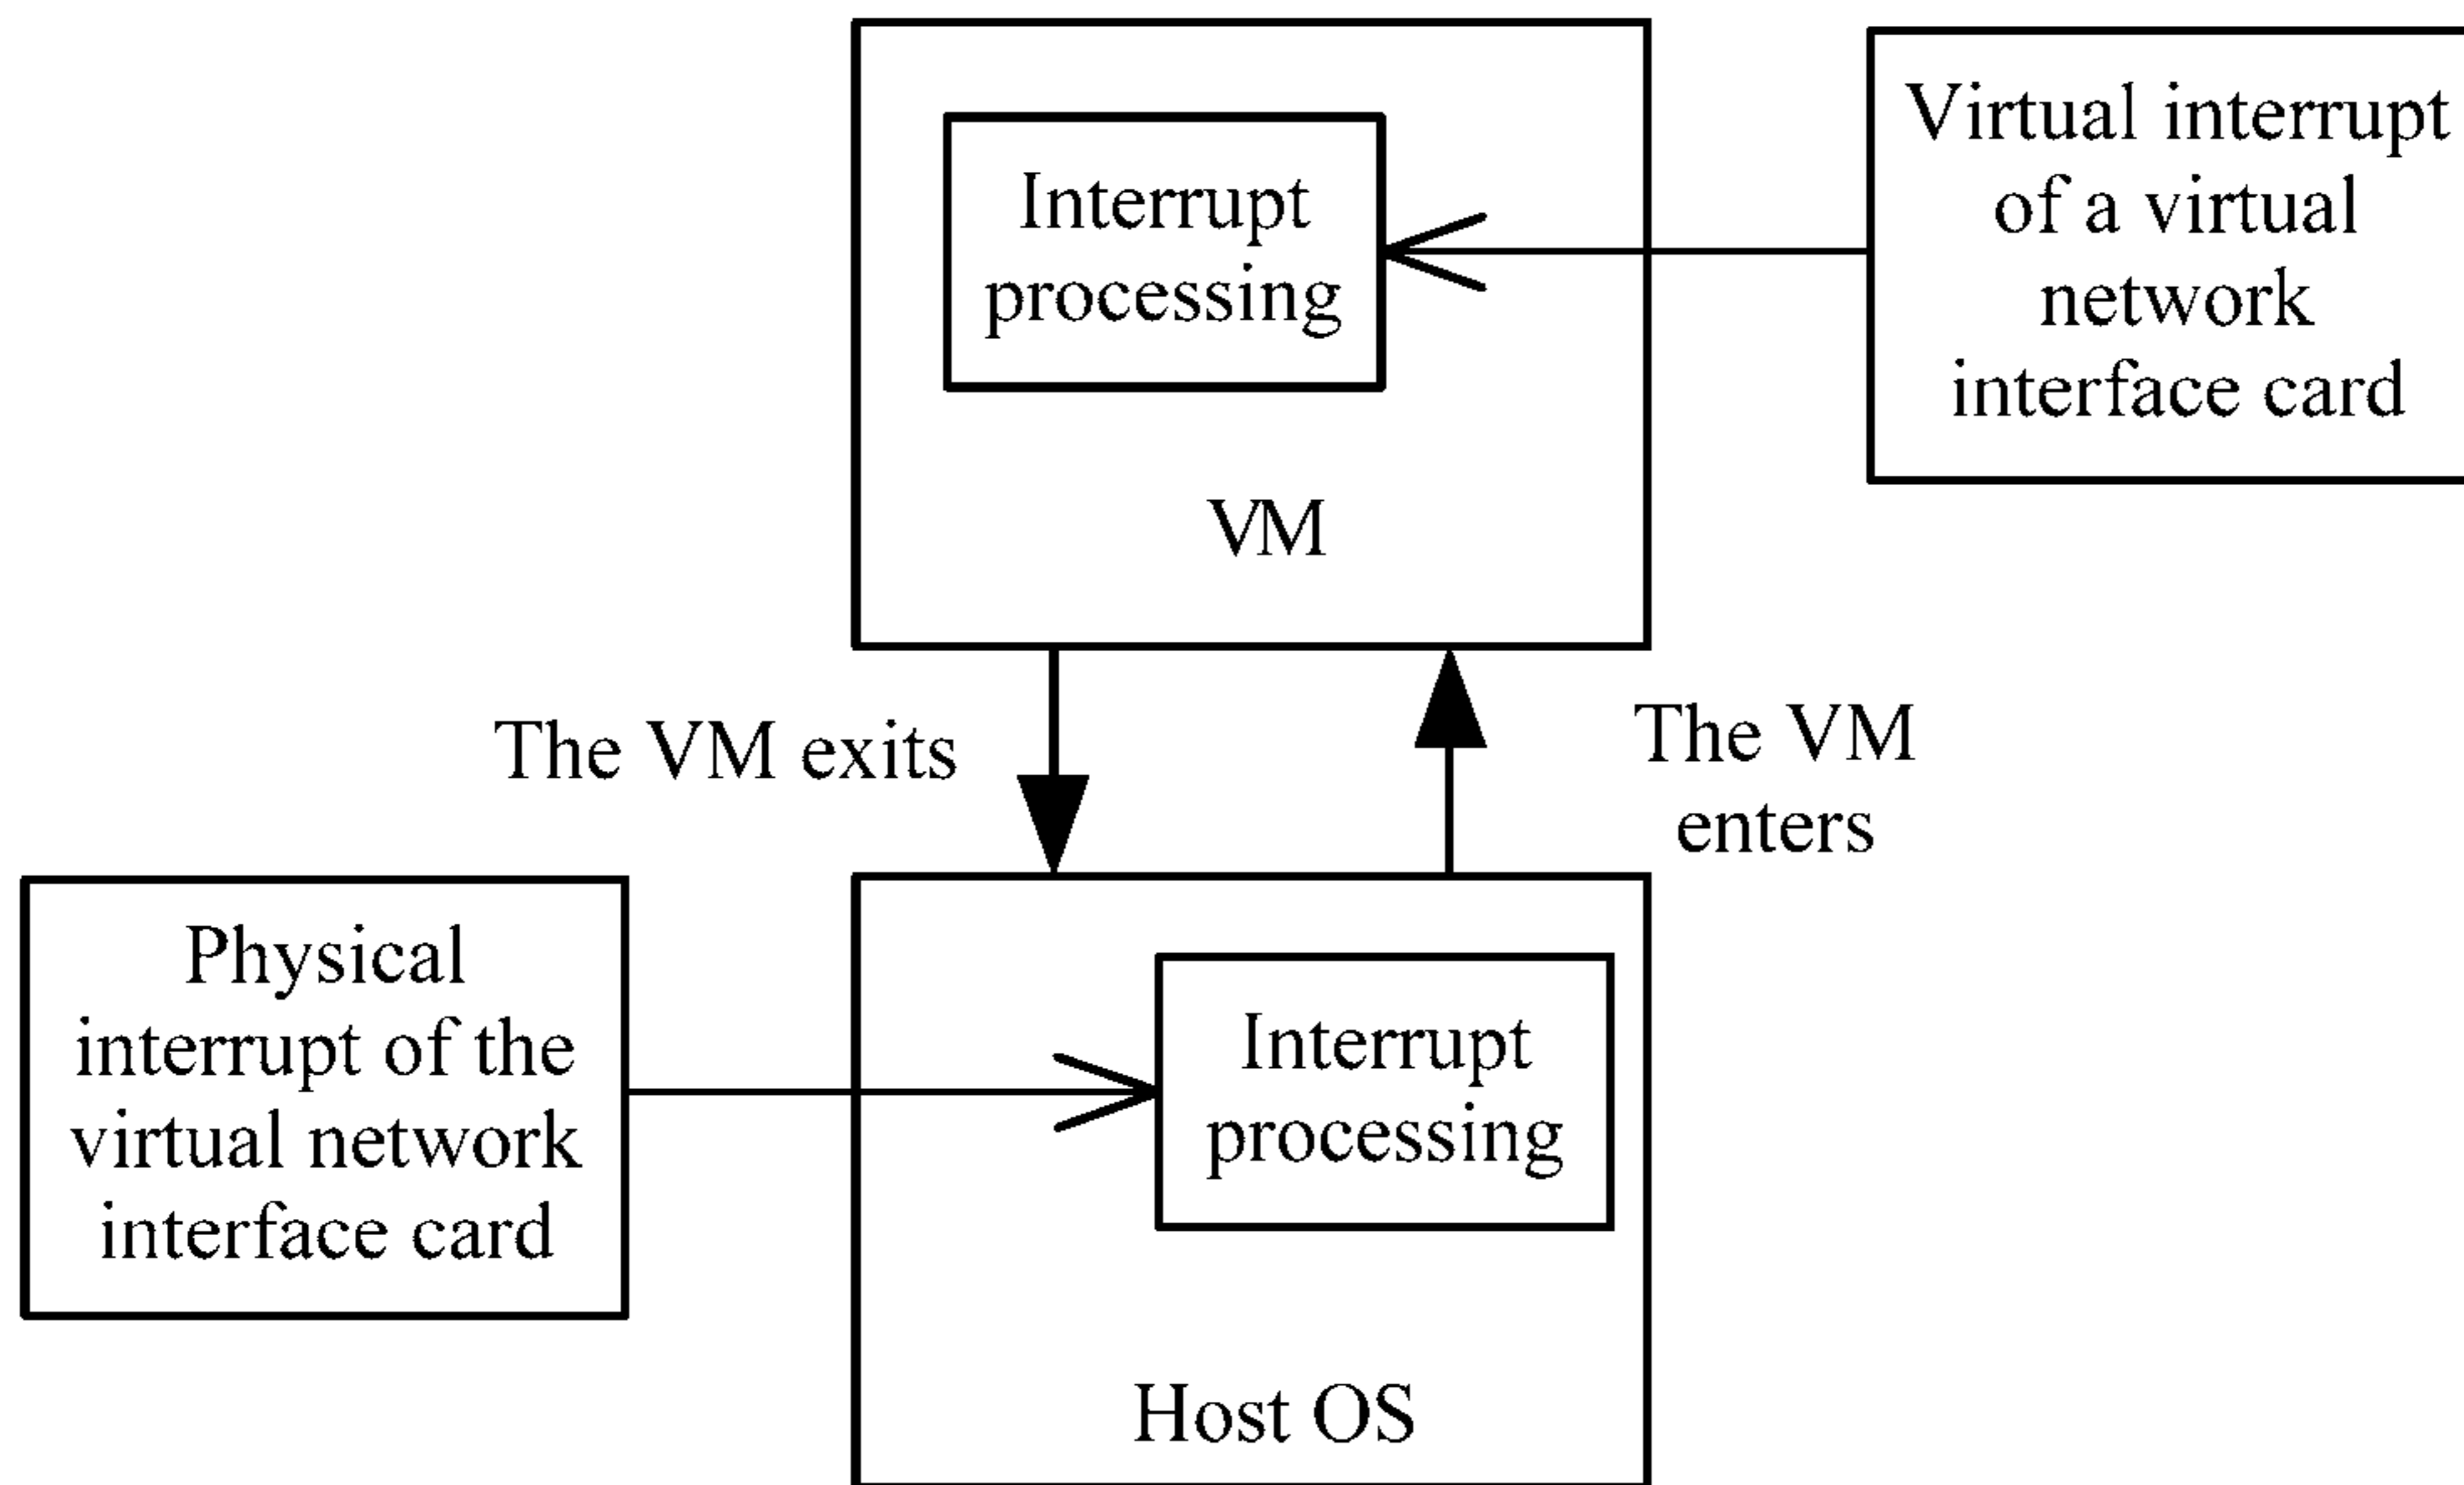 Interrupt
processing
VM
Virtual interrupt
of a virtual
network
interface card
The VM exits
The VM
enters
Physical
interrupt of the
virtual network
interface card
Interrupt
processing
Host OS